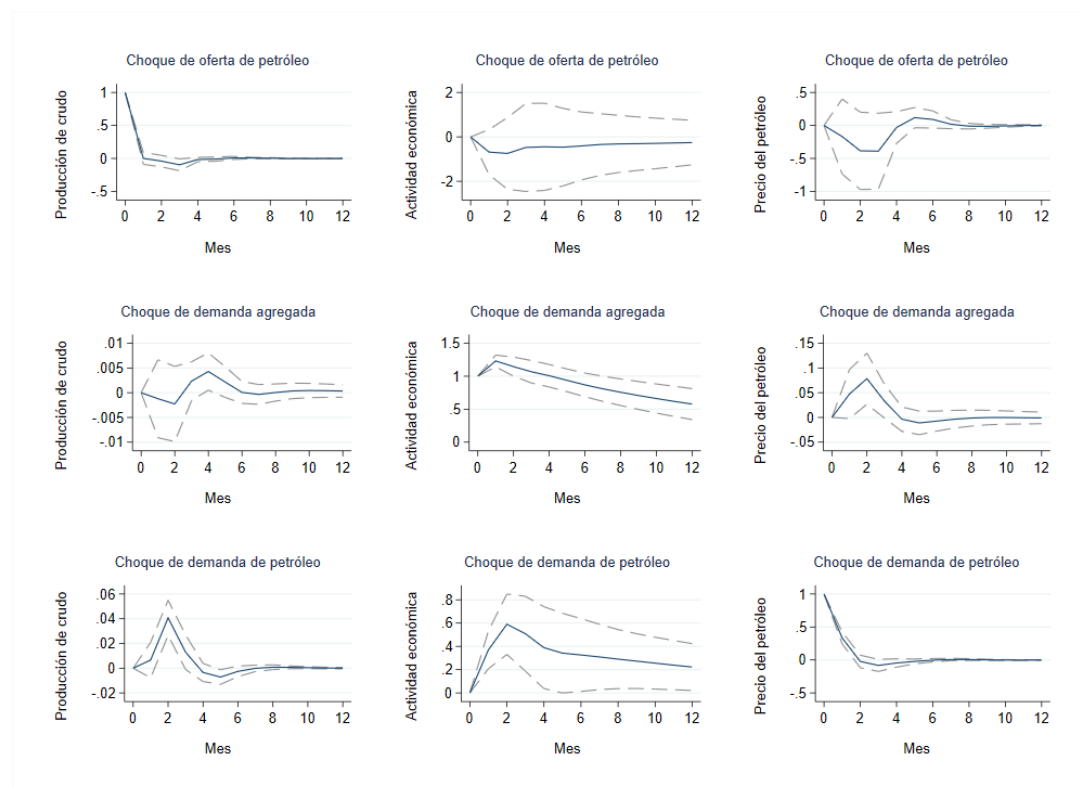 Choque de oferta de petróleo
Producción de crudo
1
.5
0
-.5
0 2 4 6 8 10 12
Mes
Choque de oferta de petróleo
Actividad económica
2
0
-2
0 2 4 6 8 10 12
Mes
Choque de oferta de petróleo
Precio del petróleo
.5
0
-.5
-1
0 2 4 6 8 10 12
Mes
Choque de demanda agregada
Producción de crudo
.01
.005
0
-.005
-.01
0 2 4 6 8 10 12
Mes
Choque de demanda agregada
Actividad económica
1.5
1
.5
0
0 2 4 6 8 10 12
Mes
Choque de demanda agregada
Precio del petróleo
.15
.1
.05
0
-.05
0 2 4 6 8 10 12
Mes
Choque de demanda de petróleo
Producción de crudo
.06
.04
.02
0
-.02
0 2 4 6 8 10 12
Mes
Choque de demanda de petróleo
Actividad económica
.8
.6
.4
.2
0
0 2 4 6 8 10 12
Mes
Choque de demanda de petróleo
Precio del petróleo
1
.5
0
-.5
0 2 4 6 8 10 12
Mes